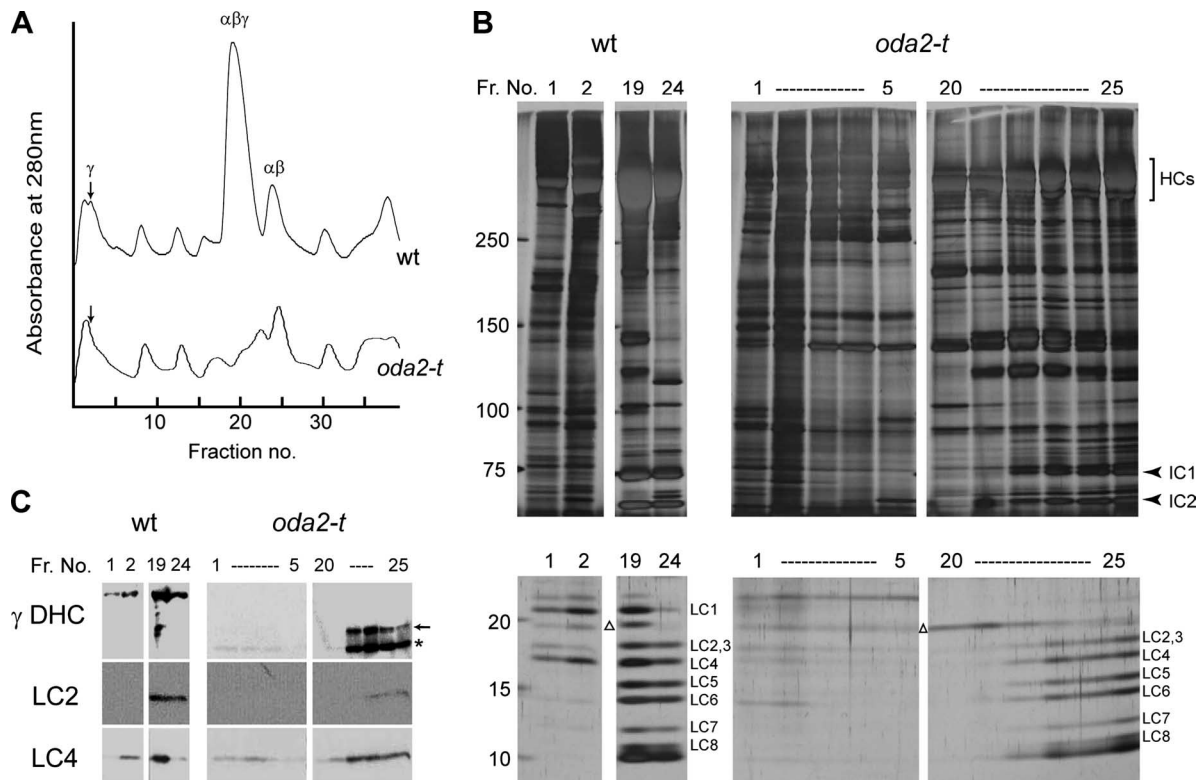 A
αβγ
γ
αβ
wt
oda2-t
Absorbance at 280nm
10 20 30
Fraction no.
B
wt oda2-t
Fr. No. 1 2 19 24 1 -------------- 5 20 ----------------- 25
HCs
250
150
100
75
IC1
IC2
1 2 19 24 1 --------------- 5 20 -------------------- 25
20
15
10
Δ
LC1
LC2,3
LC4
LC5
LC6
LC7
LC8
Δ
LC2,3
LC4
LC5
LC6
LC7
LC8
C
wt oda2-t
Fr. No. 1 2 19 24 1 -------- 5 20 ---- 25
γ DHC
*
LC2
LC4